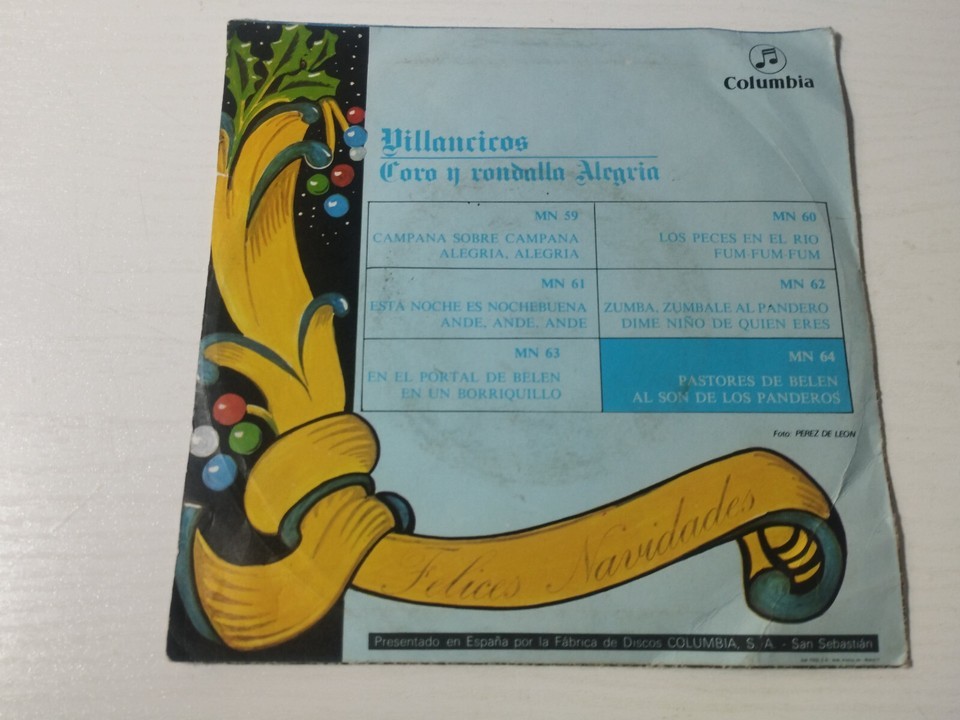 Columbia
Villancicos
Coro y rondalla Alegria
MN 59
CAMPANA SOBRE CAMPANA
ALEGRIA, ALEGRIA
MN 60
LOS PECES EN EL RIO
FUM-FUM-FUM
MN 61
ESTA NOCHE ES NOCHEBUENA
ANDE, ANDE, ANDE
MN 62
ZUMBA, ZUMBALE AL PANDERO
DIME NIÑO DE QUIEN ERES
MN 63
EN EL PORTAL DE BELEN
EN UN BORRIQUILLO
MN 64
PASTORES DE BELEN
AL SON DE LOS PANDEROS
Foto: PEREZ DE LEON
Felices Navidades
Presentado en España por la Fábrica de Discos COLUMBIA, S. A. - San Sebastián